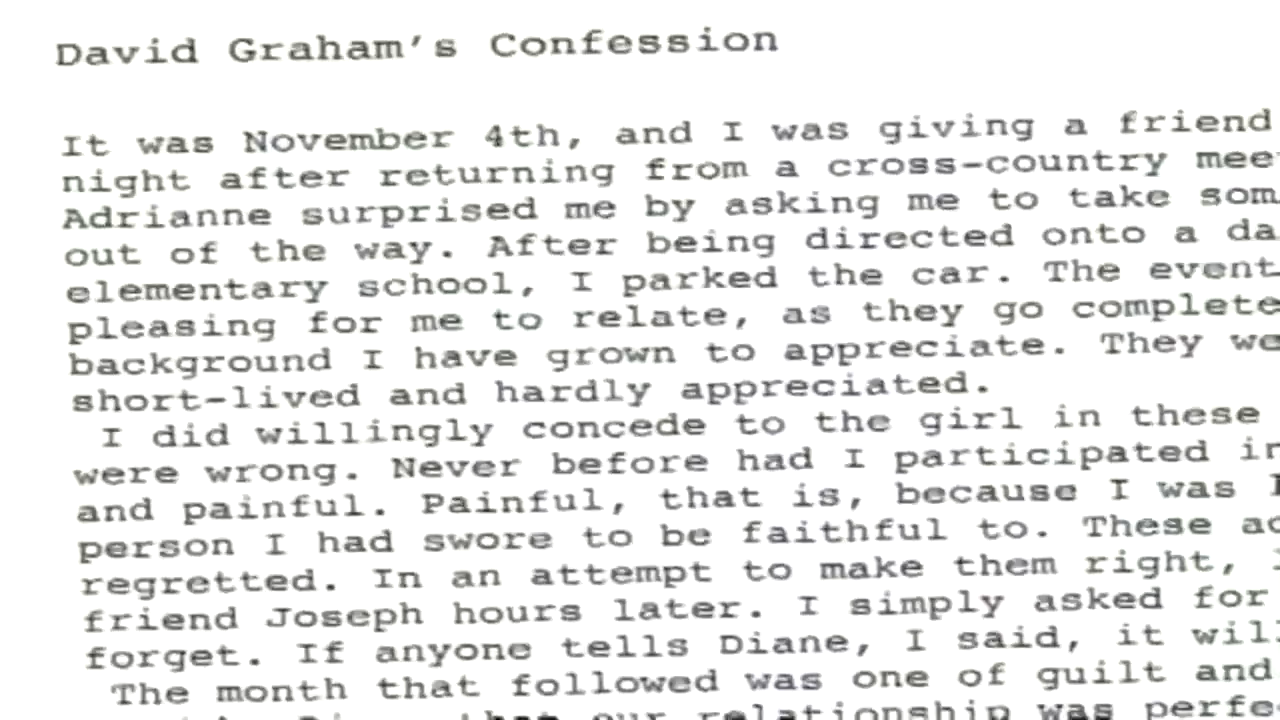 David Graham's Confession
It was November 4th, and I was giving a friend
night after returning from a cross-country mee
Adrianne surprised me by asking me to take som
out of the way. After being directed onto a da
elementary school, I parked the car. The event
pleasing for me to relate, as they go complete
background I have grown to appreciate. They we
short-lived and hardly appreciated.
I did willingly concede to the girl in these
were wrong. Never before had I participated in
and painful. Painful, that is, because I was
person I had swore to be faithful to. These ac
regretted. In an attempt to make them right,
friend Joseph hours later. I simply asked for
forget. If anyone tells Diane, I said, it wil
The month that followed was one of guilt and
that our relationship was perfe